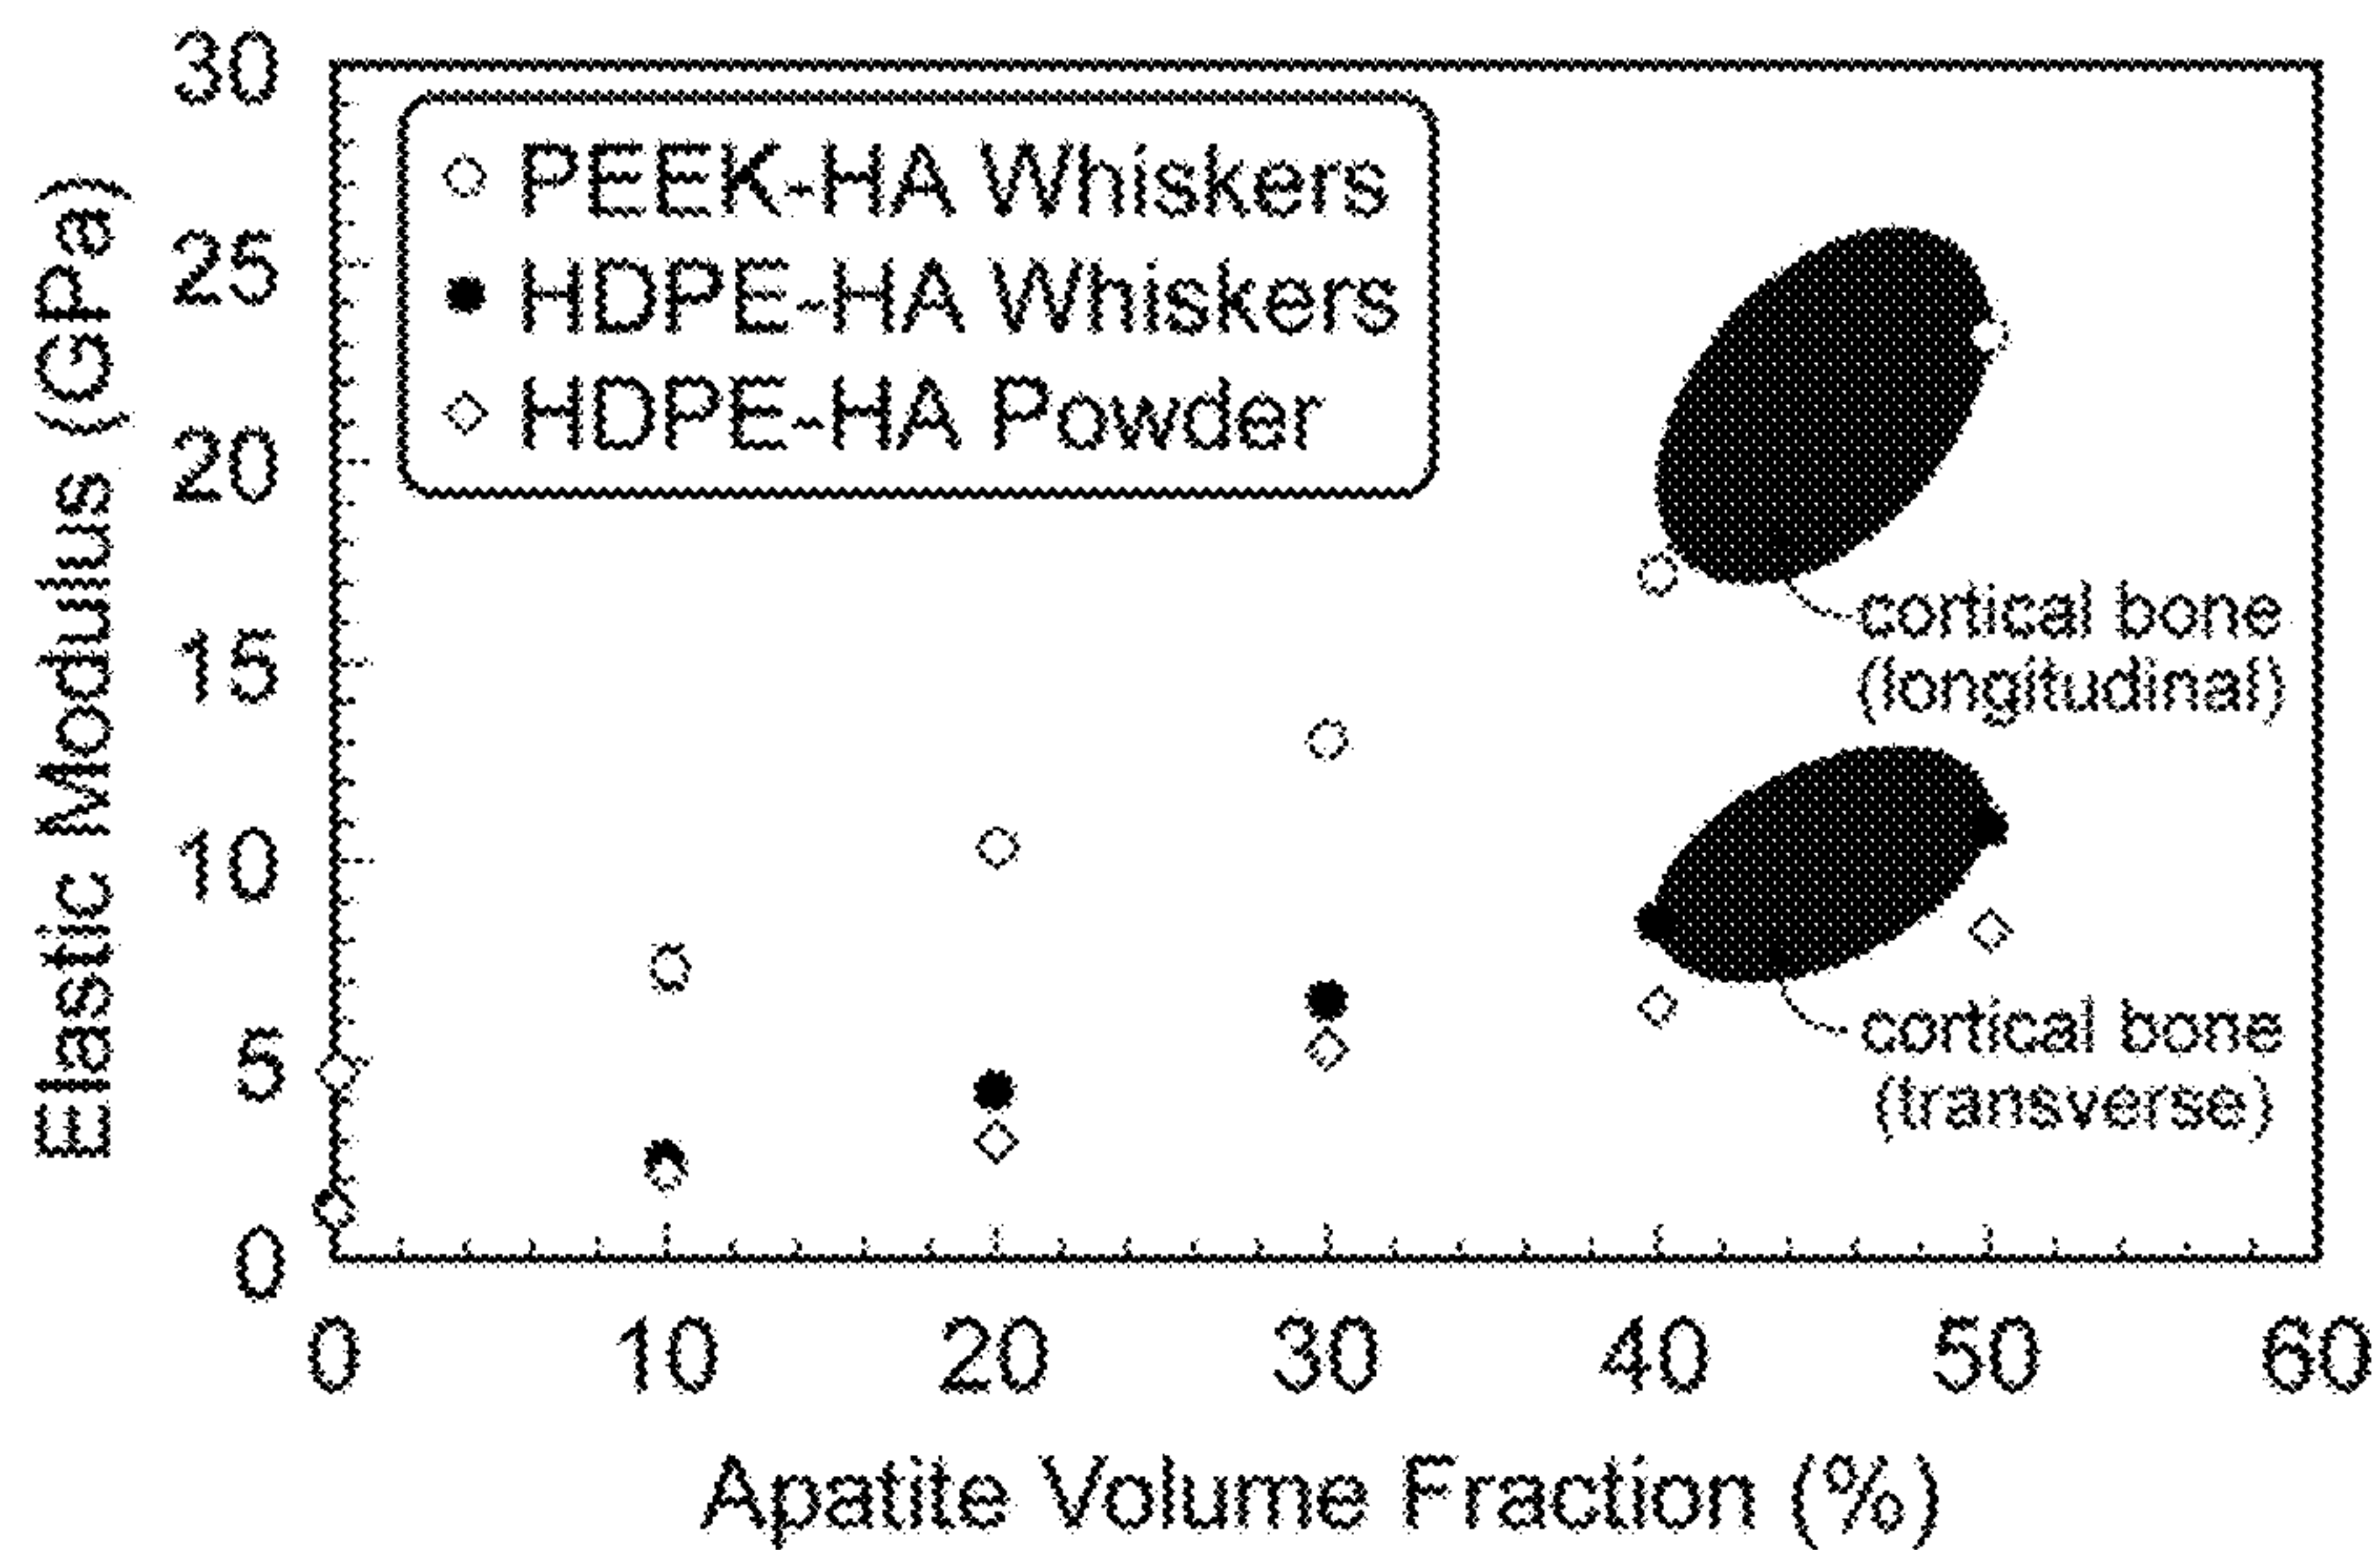 30
25
20
15
10
5
0
Elastic Modulus (GPa)
PEEK-HA Whiskers
HDPE-HA Whiskers
HDPE-HA Powder
cortical bone
(longitudinal)
cortical bone
(transverse)
0 10 20 30 40 50 60
Apatite Volume Fraction (%)